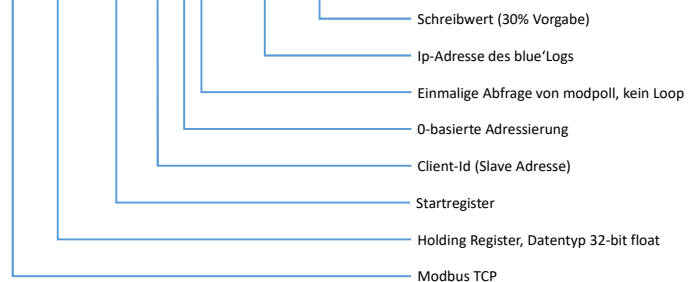 Schreibwert (30% Vorgabe)
Ip-Adresse des blue‘Logs
Einmalige Abfrage von modpoll, kein Loop
0-basierte Adressierung
Client-Id (Slave Adresse)
Startregister
Holding Register, Datentyp 32-bit float
Modbus TCP